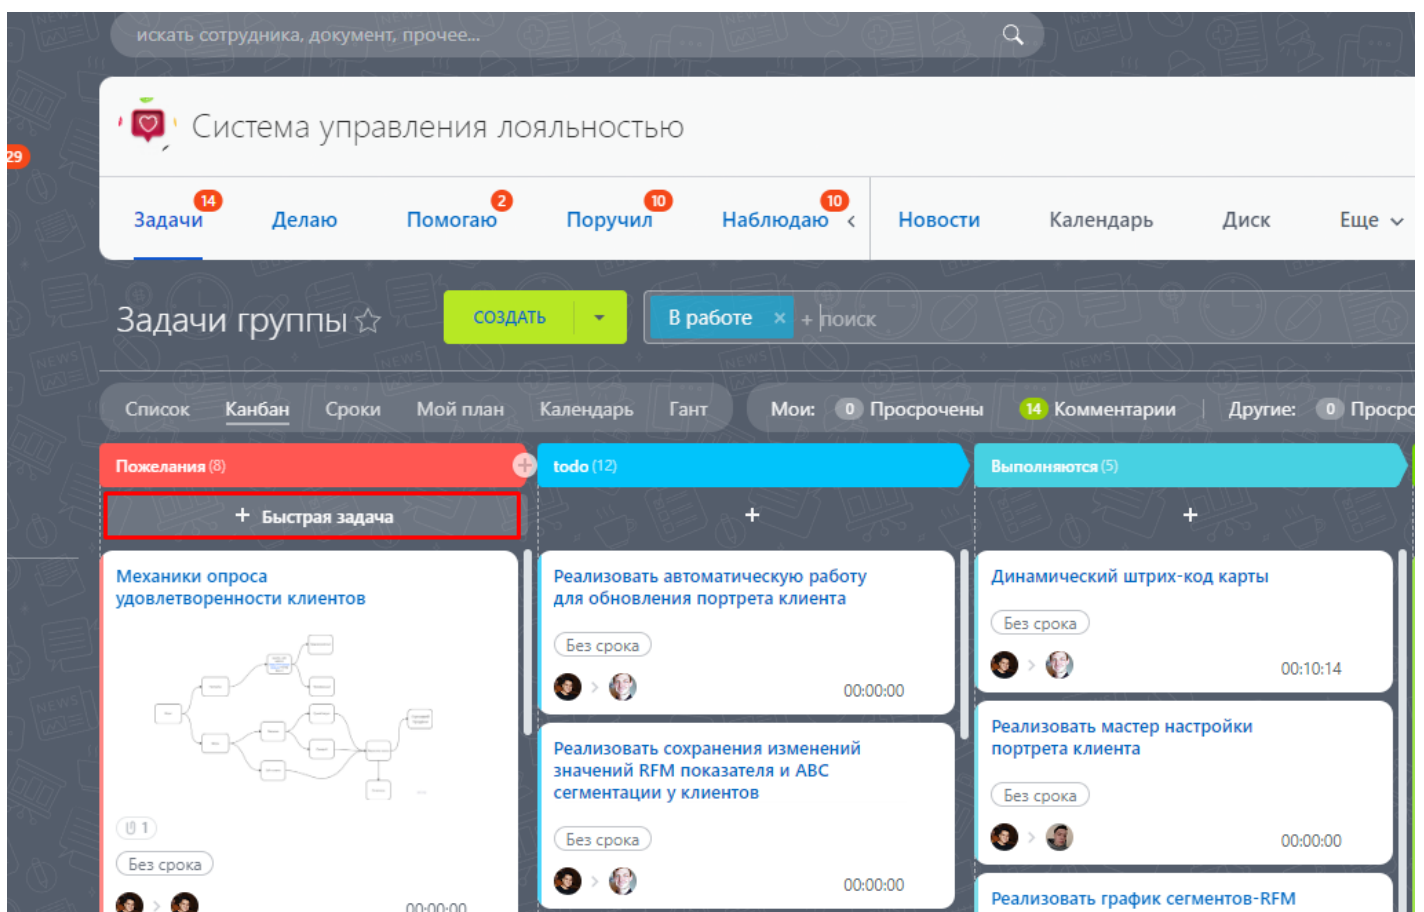 искать сотрудника, документ, прочее...
Система управления лояльностью
29
14
2
10
10
Задачи Делаю Помогаю Поручил Наблюдаю Новости Календарь Диск Еще
Задачи группы СОЗДАТЬ В работе × + поиск
Список Канбан Сроки Мой план Календарь Гант Мои: 0 Просрочены 14 Комментарии Другие: 0 Просро
Пожелания (8)
+ Быстрая задача
Механики опроса
удовлетворенности клиентов
1
Без срока
00:00:00
todo (12)
+
Реализовать автоматическую работу
для обновления портрета клиента
Без срока
00:00:00
Реализовать сохранения изменений
значений RFM показателя и ABC
сегментации у клиентов
Без срока
00:00:00
Выполняются (5)
+
Динамический штрих-код карты
Без срока
00:10:14
Реализовать мастер настройки
портрета клиента
Без срока
00:00:00
Реализовать график сегментов-RFM